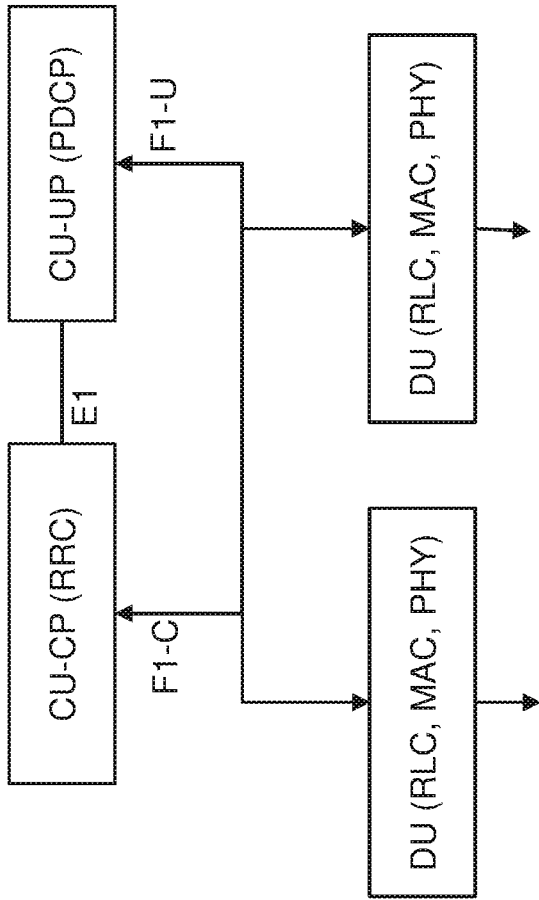 CU-CP (RRC)
E1
CU-UP (PDCP)
F1-C
F1-U
DU (RLC, MAC, PHY)
DU (RLC, MAC, PHY)